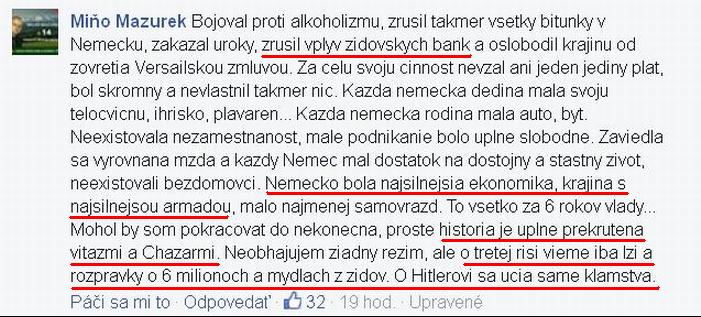 14
Miňo Mazurek Bojoval proti alkoholizmu, zrusil takmer vsetky bitunky v
Nemecku, zakazal uroky, zrusil vplyv zidovskych bank a oslobodil krajinu od
zovretia Versailskou zmluvou. Za celu svoju cinnost nevzal ani jeden jediny plat,
bol skromny a nevlastnil takmer nic. Kazda nemecka dedina mala svoju
telocvicnu, ihrisko, plavaren... Kazda nemecka rodina mala auto, byt.
Neexistovala nezamestnanost, male podnikanie bolo uplne slobodne. Zaviedla
sa vyrovnana mzda a kazdy Nemec mal dostatok na dostojny a stastny zivot,
neexistovali bezdomovci. Nemecko bola najsilnejsia ekonomika, krajina s
najsilnejsou armadou, malo najmenej samovrazd. To vsetko za 6 rokov vlady...
Mohol by som pokracovat do nekonecna, proste historia je uplne prekrutena
vitazmi a Chazarmi. Neobhajujem ziadny rezim, ale o tretej risi vieme iba lzi a
rozpravky o 6 milionoch a mydlach z zidov. O Hitlerovi sa ucia same klamstva.
Páči sa mi to · Odpovedať · 32 · 19 hod. · Upravené